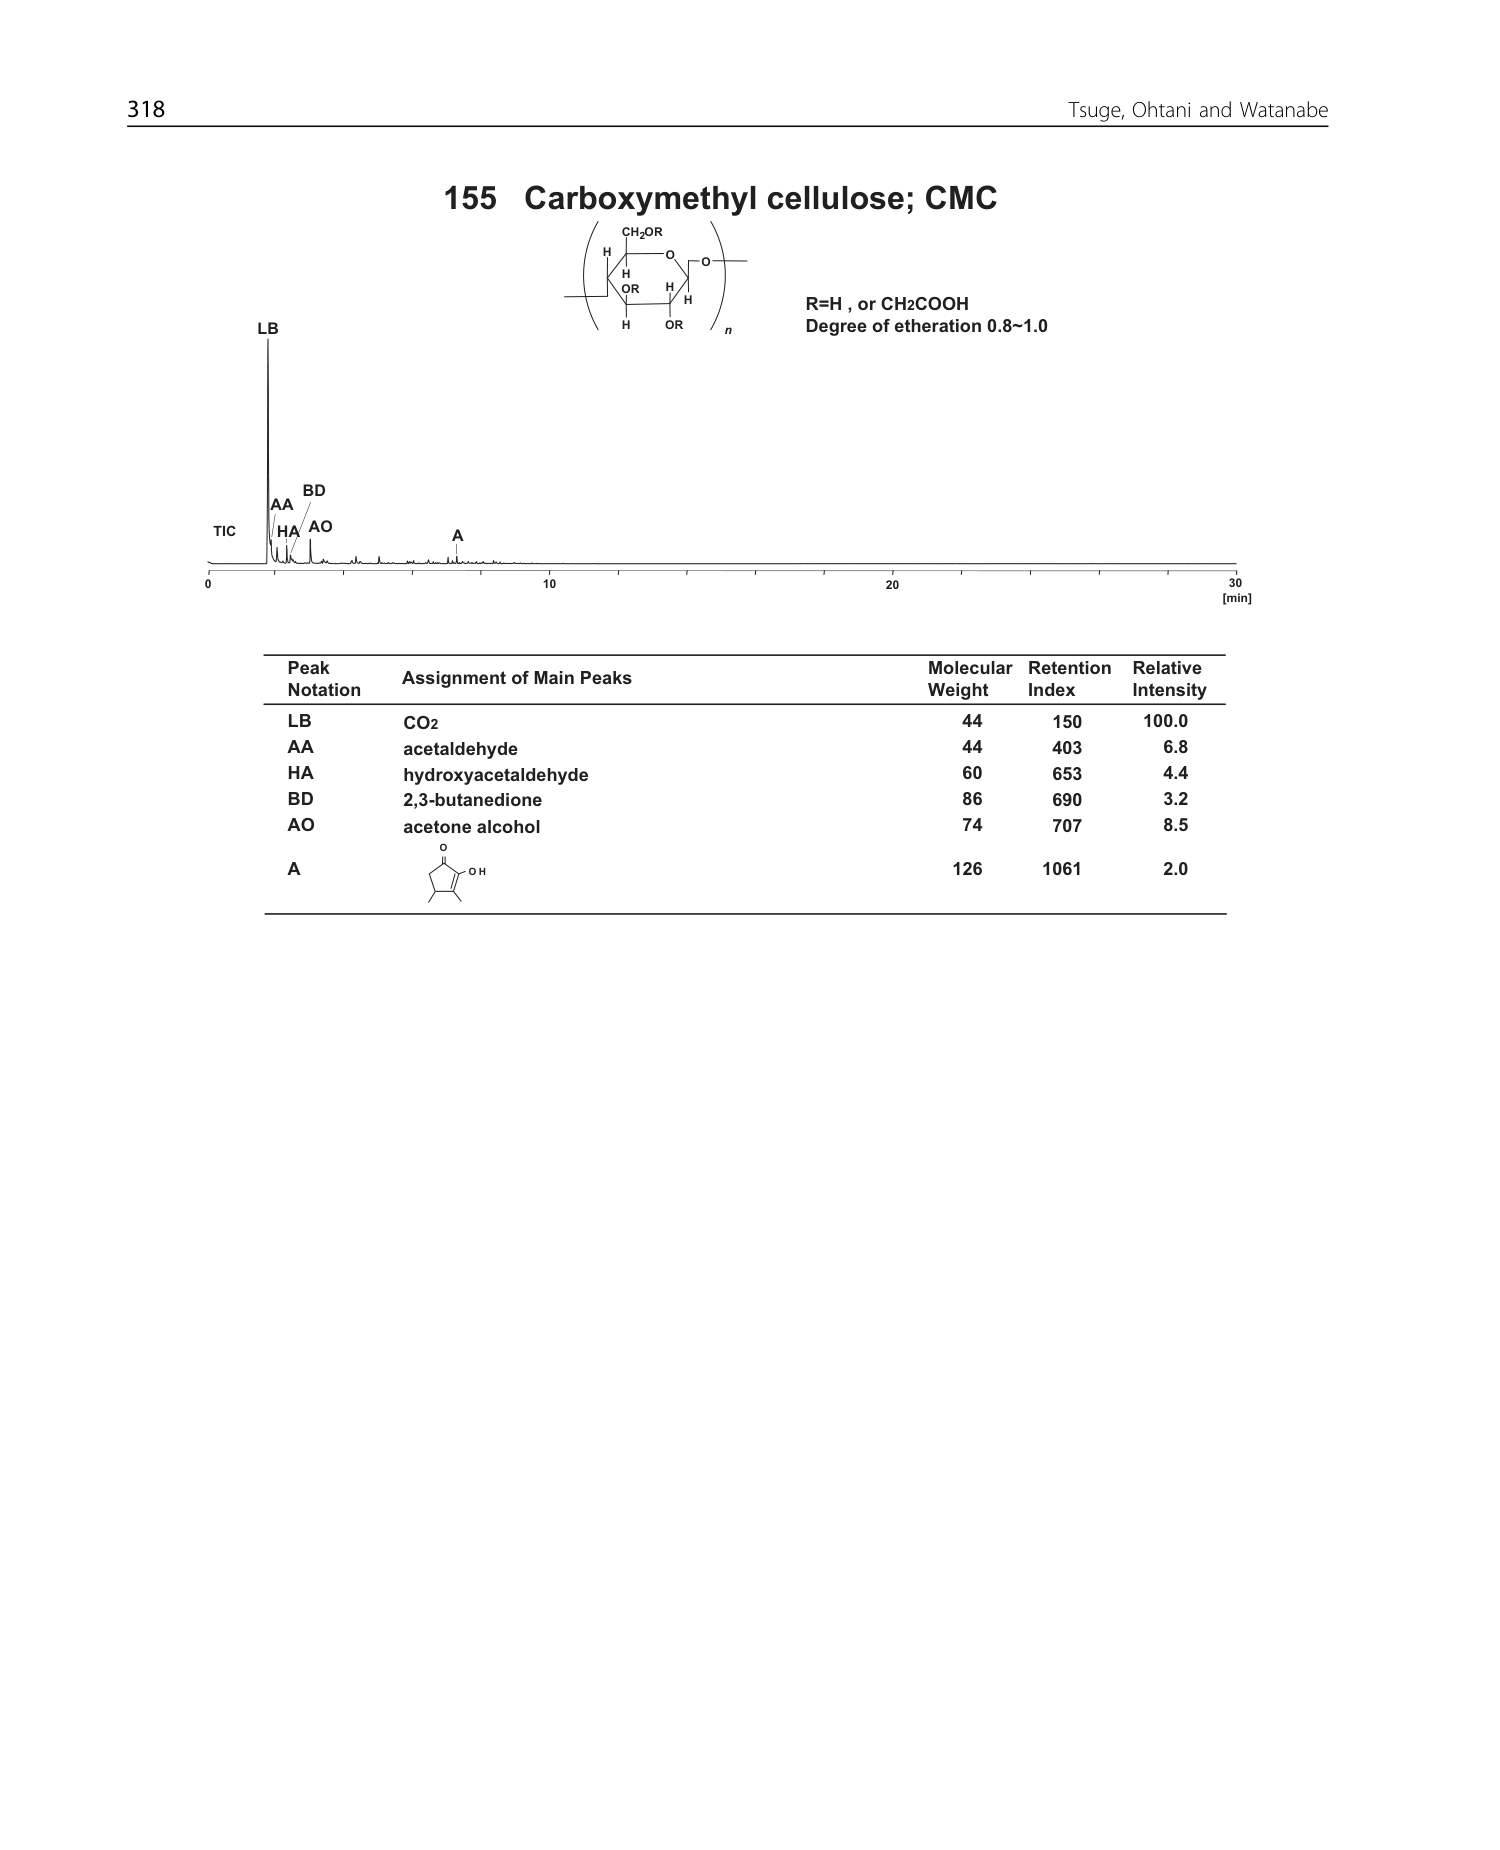 318 Tsuge, Ohtani and Watanabe
155 Carboxymethyl cellulose; CMC
CH2OR
H O O
H
OR H H
H OR n
R=H , or CH2COOH
Degree of etheration 0.8~1.0
LB
BD
AA
TIC HA AO A
0 10 20 30
[min]
Peak Notation Assignment of Main Peaks Molecular Weight Retention Index Relative Intensity
LB CO2 44 150 100.0
AA acetaldehyde 44 403 6.8
HA hydroxyacetaldehyde 60 653 4.4
BD 2,3-butanedione 86 690 3.2
AO acetone alcohol 74 707 8.5
O
OH
A 126 1061 2.0